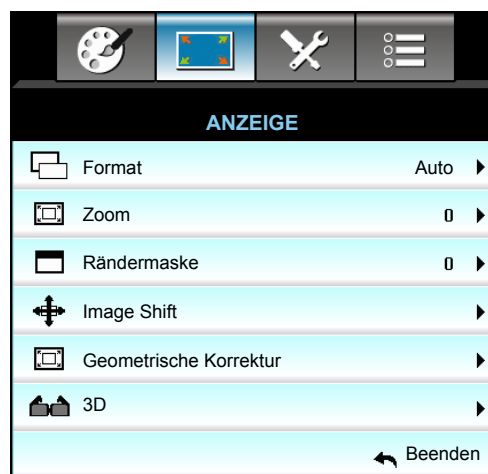 ANZEIGE
Format Auto
Zoom 0
Rändermaske 0
Image Shift
Geometrische Korrektur
3D
Beenden